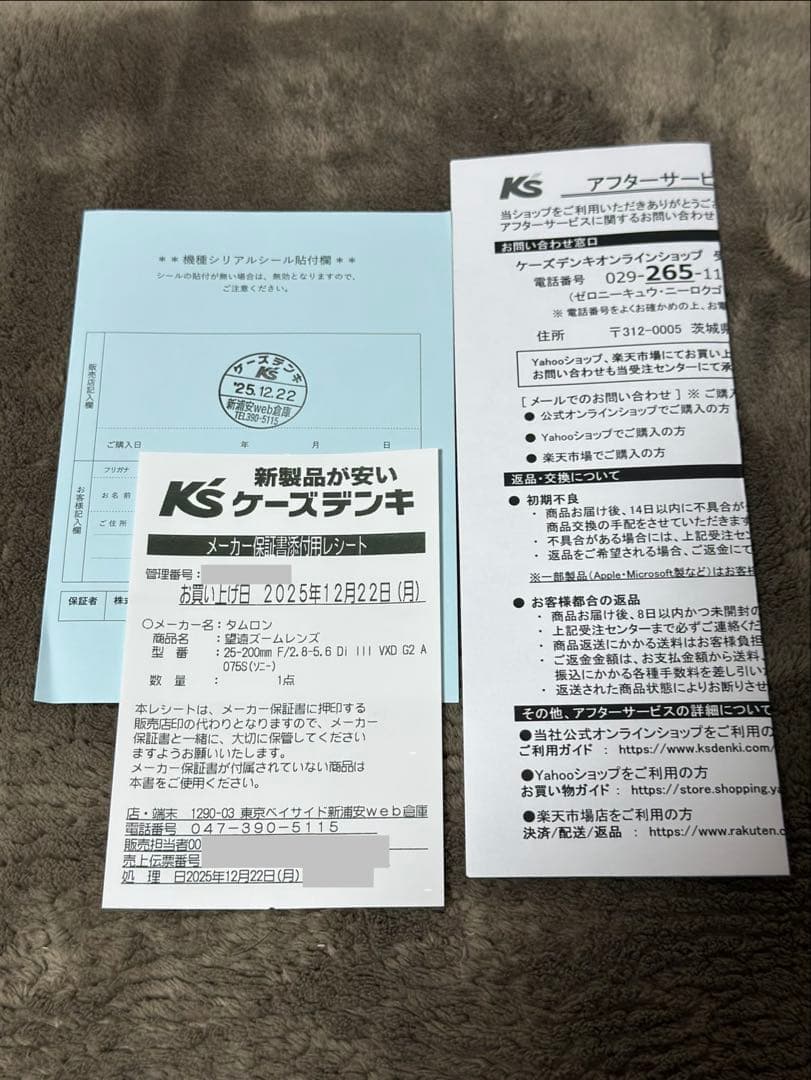 **機種シリアルシール貼付欄**
シールの貼付が無い場合は、無効となりますので、
ご注意ください。
販売店記入欄
ケーズデンキ
K's
'25.12.22
新浦安web倉庫
TEL390-5115
ご購入日 年 月 日
お客様記入欄
フリガナ
お名前
ご住所
保証者 株式
新製品が安い
K's ケーズデンキ
メーカー保証書添付用レシート
管理番号:
お買い上げ日 2025年12月22日(月)
○メーカー名:タムロン
商品名 :望遠ズームレンズ
型番 :25-200mm F/2.8-5.6 Di III VXD G2 A
075S(ソニー)
数量 : 1点
本レシートは、メーカー保証書に押印する
販売店印の代わりとなりますので、メーカー
保証書と一緒に、大切に保管してください
ますようお願いいたします。
メーカー保証書が付属されていない商品は
本書をご使用ください。
店・端末 1290-03 東京ベイサイド新浦安web倉庫
電話番号 047-390-5115
販売担当者00
売上伝票番号
処理日2025年12月22日(月)
K's アフターサービ
当ショップをご利用いただきありがとうご
アフターサービスに関するお問い合わせ
お問い合わせ窓口
ケーズデンキオンラインショップ 受
電話番号 029-265-11
(ゼロニーキュウ・ニーロクゴ
※ 電話番号をよくお確かめの上、お電
住所 〒312-0005 茨城県
Yahooショップ、楽天市場にてお買い上
お問い合わせも当受注センターにて承
[ メールでのお問い合わせ ] ※ ご購入
● 公式オンラインショップでご購入の方
● Yahooショップでご購入の方
● 楽天市場でご購入の方
返品・交換について
● 初期不良
・ 商品お届け後、14日以内に不具合が
商品交換の手配をさせていただきます
・ 不具合がある場合には、上記受注セン
・ 返品をご希望される場合、ご返金にて
※一部製品(Apple・Microsoft製など)はお客様
● お客様都合の返品
・ 商品お届け後、8日以内かつ未開封の
・ 上記受注センターまで必ずご連絡くだ
・ 商品返送にかかる送料はお客様負担
・ ご返金金額は、お支払金額から送料、
振込にかかる各種手数料を差し引い
・ 返送された商品状態によりお断りさせ
その他、アフターサービスの詳細について
●当社公式オンラインショップをご利用の
ご利用ガイド : https://www.ksdenki.com/
●Yahooショップをご利用の方
お買い物ガイド : https://store.shopping.ya
●楽天市場店をご利用の方
決済/配送/返品 : https://www.rakuten.c